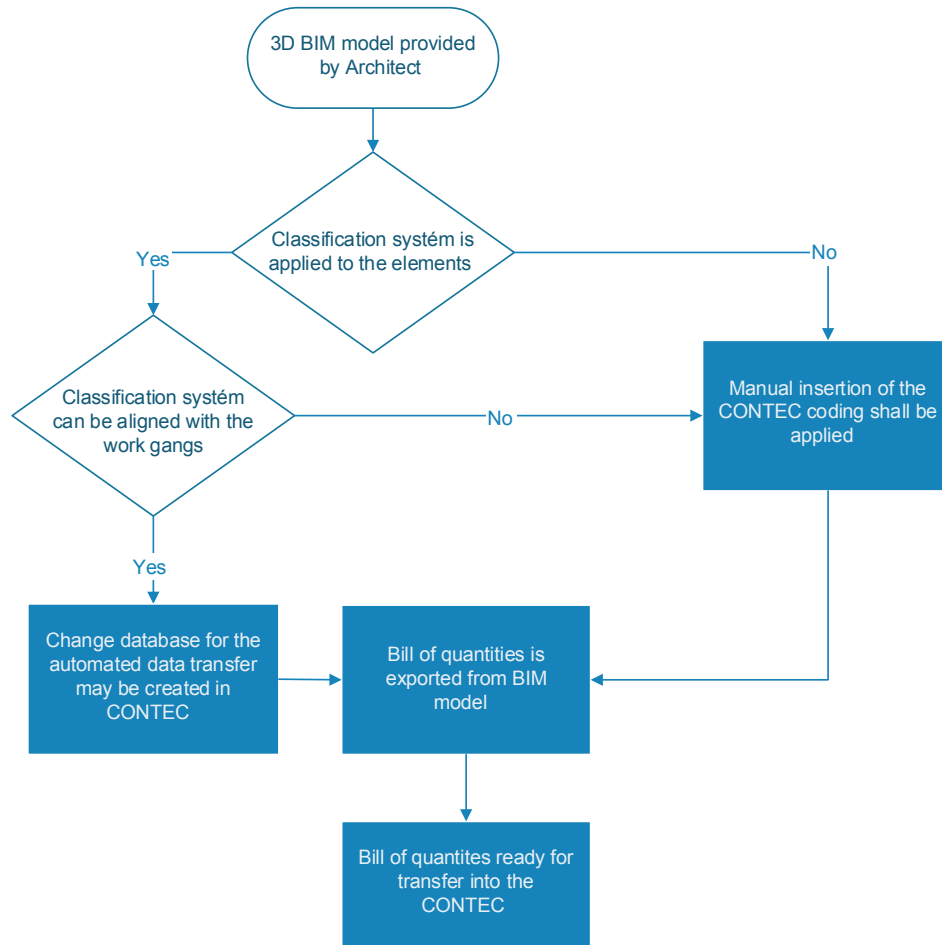 3D BIM model provided
by Architect
Classification systém is
applied to the elements
Yes
No
Classification systém
can be aligned with the
work gangs
No
Manual insertion of the
CONTEC coding shall be
applied
Yes
Change database for the
automated data transfer
may be created in
CONTEC
Bill of quantities is
exported from BIM
model
Bill of quantites ready for
transfer into the
CONTEC